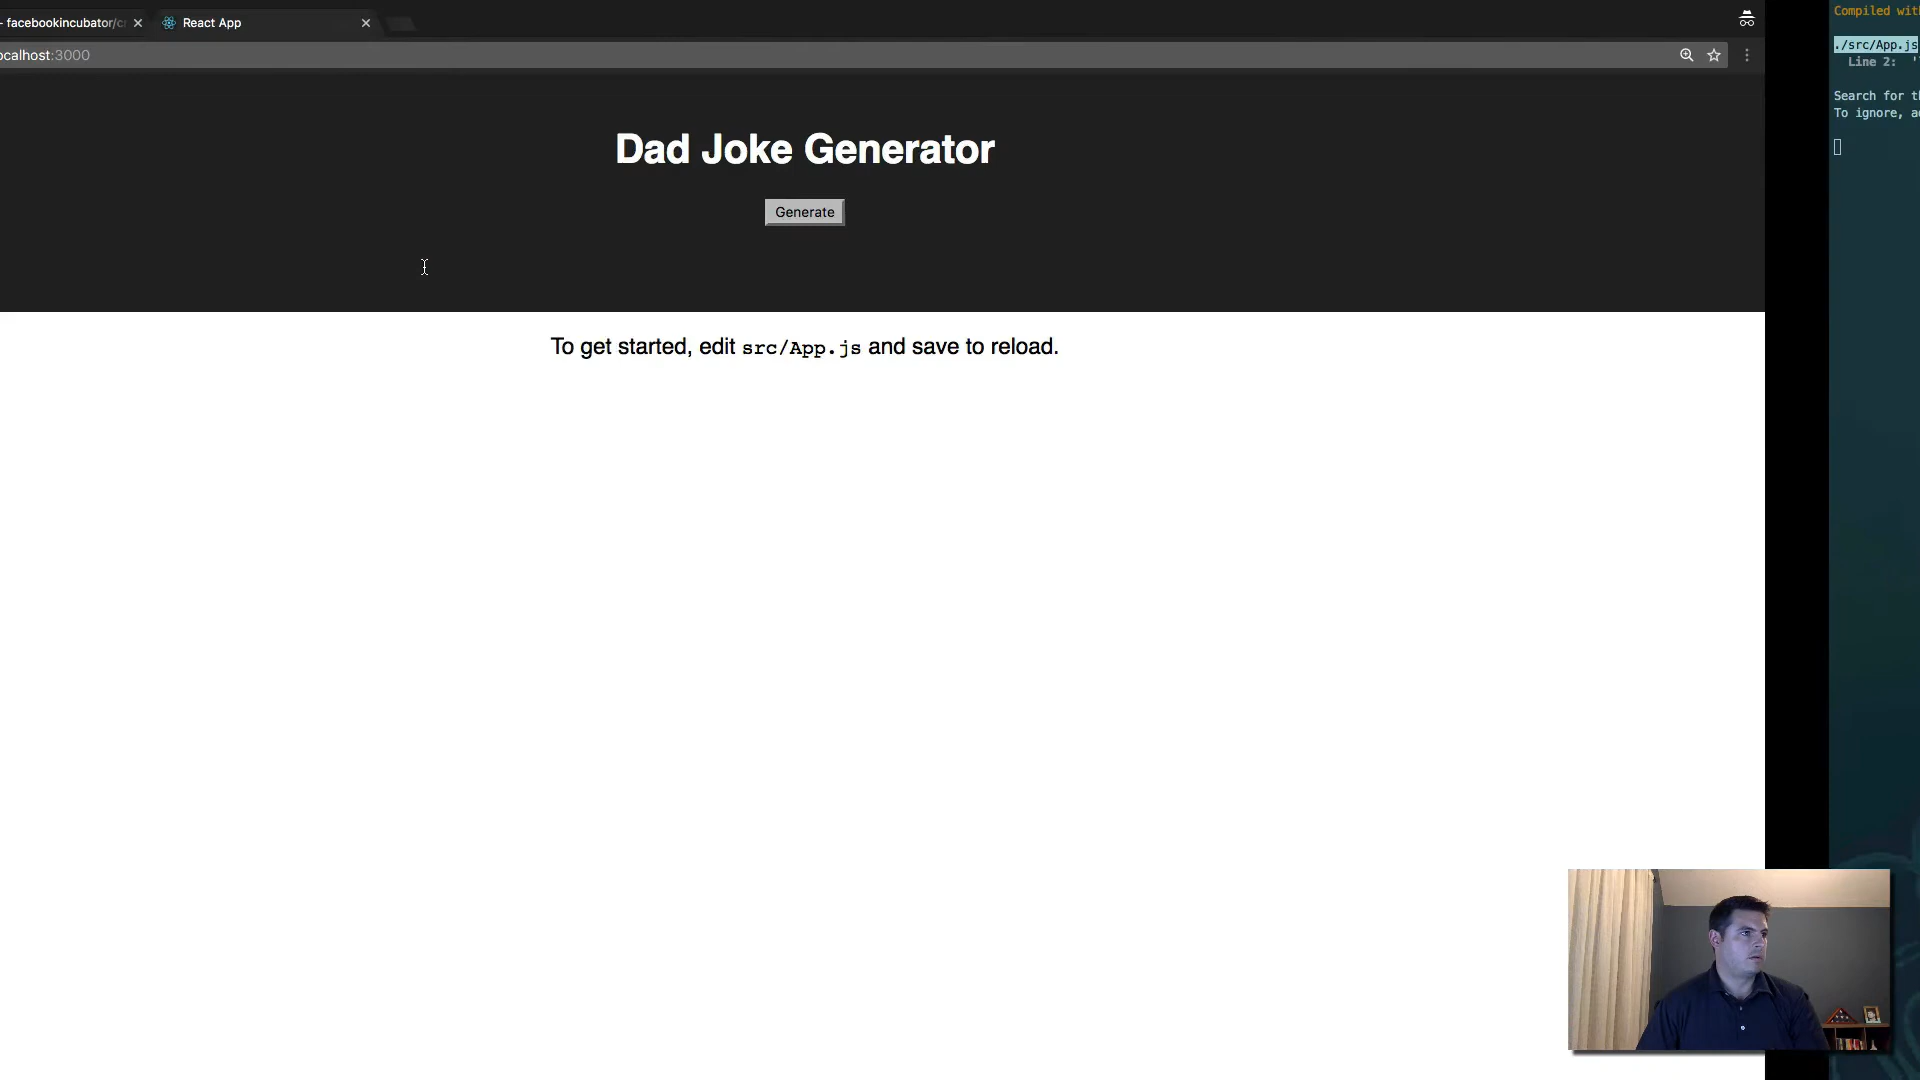 - facebookincubator/c
React App
ocalhost:3000
Dad Joke Generator
Generate
To get started, edit src/App.js and save to reload.
Compiled wit
./src/App.js
Line 2: '
Search for t
To ignore, a